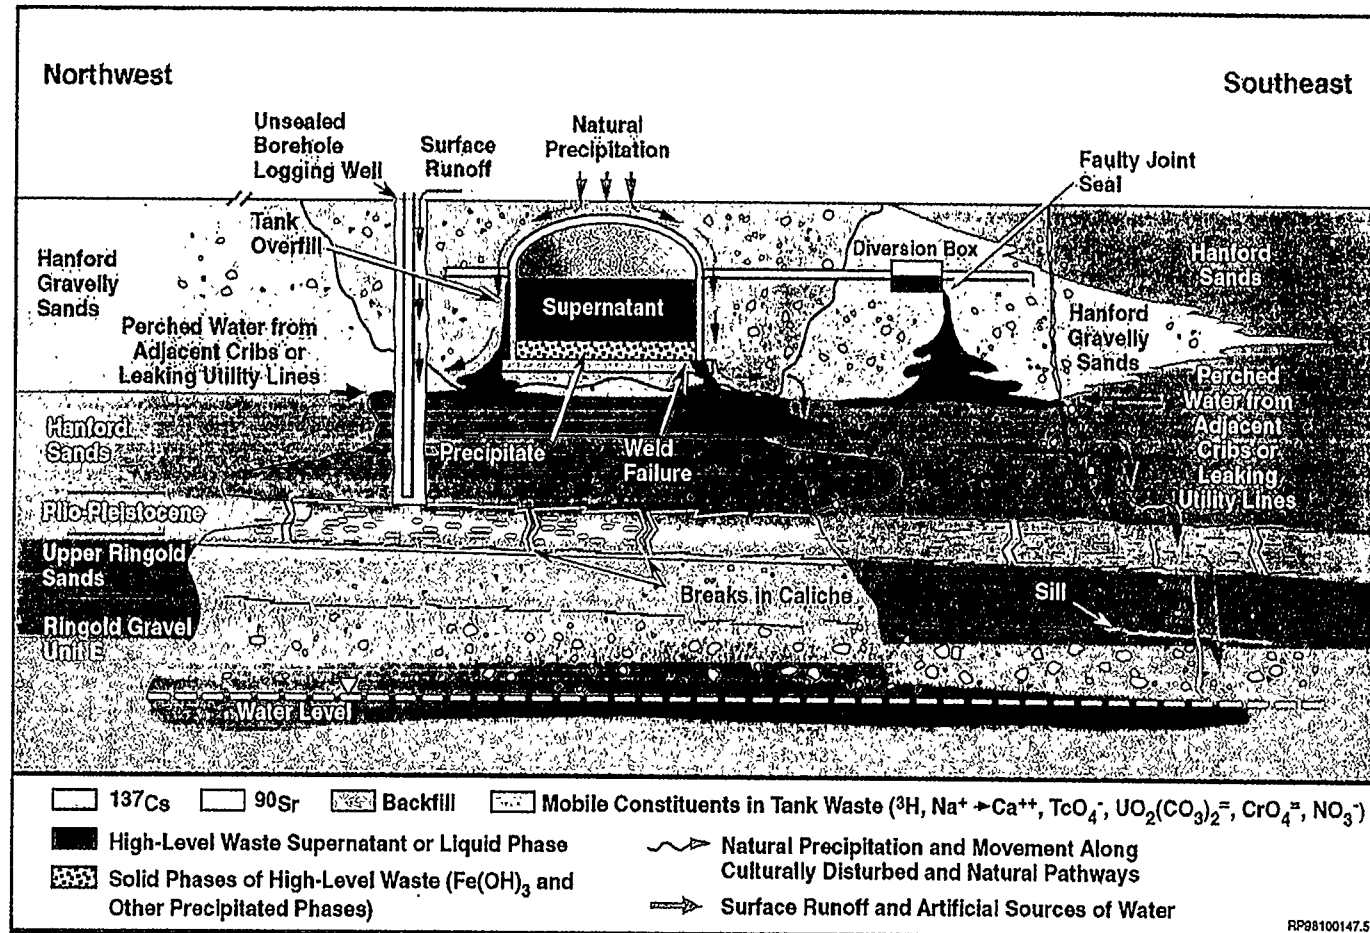 Northwest
Southeast
Unsealed
Borehole
Logging Well
Surface
Runoff
Natural
Precipitation
Faulty Joint
Seal
Tank
Overfill
Diversion Box
Hanford
Sands
Hanford
Gravelly
Sands
Supernatant
Hanford
Gravelly
Sands
Perched Water from
Adjacent Cribs or
Leaking Utility Lines
Perched
Water from
Adjacent
Cribs or
Leaking
Utility Lines
Hanford
Sands
Precipitate
Weld
Failure
Plio-Pleistocene
Upper Ringold
Sands
Breaks in Caliche
Sill
Ringold Gravel
Unit E
Water Level
137Cs 90Sr Backfill Mobile Constituents in Tank Waste (³H, Na⁺ ➔Ca⁺⁺, TcO₄⁻, UO₂(CO₃)₂⁼, CrO₄⁼, NO₃⁻)
High-Level Waste Supernatant or Liquid Phase
Solid Phases of High-Level Waste (Fe(OH)₃ and
Other Precipitated Phases)
Natural Precipitation and Movement Along
Culturally Disturbed and Natural Pathways
Surface Runoff and Artificial Sources of Water
RP98100147.5